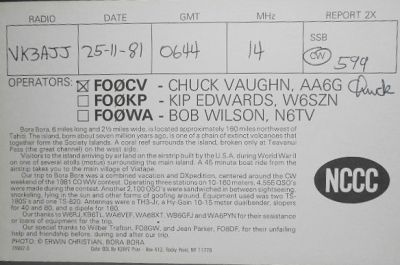 RADIO DATE GMT MHz REPORT 2X
VK3AJJ 25-11-81 0644 14 SSB CW 599
OPERATORS: ☒ FOØCV - CHUCK VAUGHN, AA6G Chuck
☐ FOØKP - KIP EDWARDS, W6SZN
☐ FOØWA - BOB WILSON, N6TV
Bora Bora, 6 miles long and 2½ miles wide, is located approximately 160 miles northwest of
Tahiti. The island, born about seven million years ago, is one of a chain of extinct volcanoes that
together form the Society Islands. A coral reef surrounds the island, broken only at Teavanui
Pass (the great channel) on the west side.
Visitors to the island arriving by air land on the airstrip built by the U.S.A. during World War II
on one of several atolls (motus) surrounding the main island. A 45 minute boat ride from the
airstrip takes you to the main village of Viatape.
Our trip to Bora Bora was a combined vacation and DXpedition, centered around the CW
weekend of the 1981 CQ WW Contest. Operating three stations on 10-160 meters, 4,556 QSO's
were made during the contest. Another 2,100 QSO's were sandwiched in between sightseeing,
snorkeling, lying in the sun and other forms of goofing around. Equipment used was two TS-
180S's and one TS-820. Antennas were a TH3-Jr, a Hy-Gain 10-15 meter duobander, slopers
for 40 and 80, and a dipole for 160.
Thanks to W6RJ, KB6TI, WA6VEF, WA6BXT, WB6GFJ and WA6PYN for their assistance
or loans of equipment for the trip.
Our special thanks to Wilber Trafton, FO8GW, and Jean Parker, FO8DF, for their unfailing
help and friendship before, during and after our trip.
PHOTO: © ERWIN CHRISTIAN, BORA BORA
NCCC
Rocky Point, NY 11778